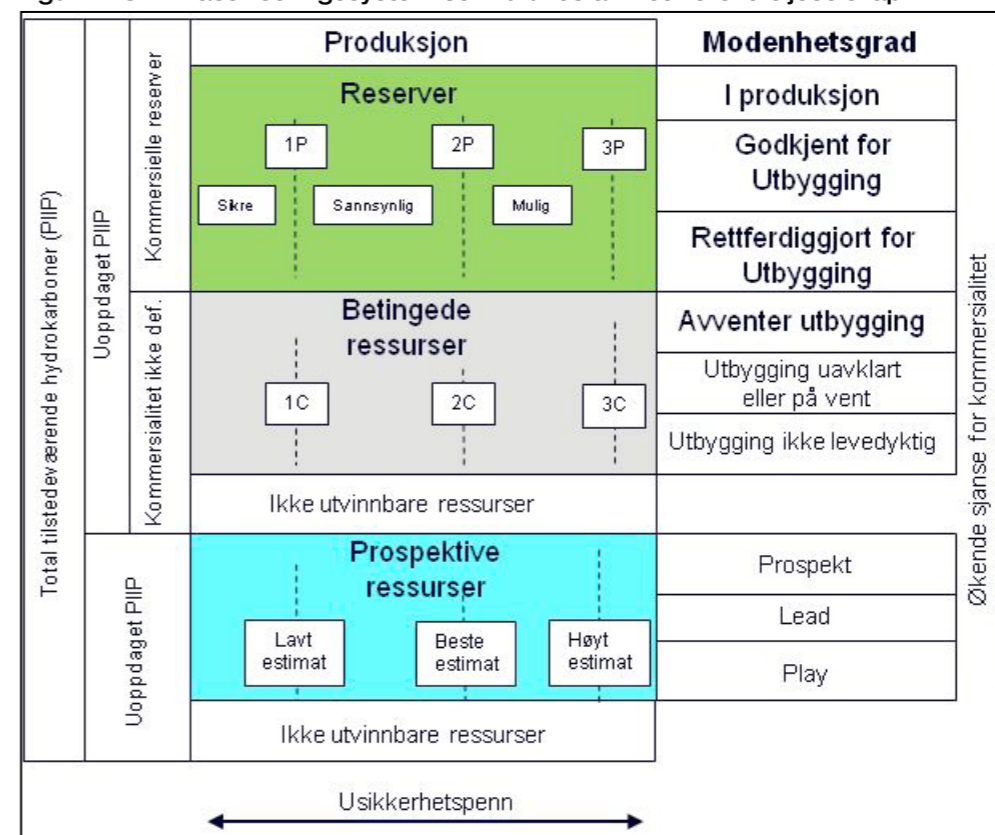 Produksjon
Modenhetsgrad
Reserver
1P
2P
3P
Sikre
Sannsynlig
Mulig
I produksjon
Godkjent for
Utbygging
Rettferdiggjort for
Utbygging
Betingede
ressurser
1C
2C
3C
Avventer utbygging
Utbygging uavklart
eller på vent
Utbygging ikke levedyktig
Ikke utvinnbare ressurser
Prospektive
ressurser
Lavt
estimat
Beste
estimat
Høyt
estimat
Prospekt
Lead
Play
Ikke utvinnbare ressurser
Usikkerhetspenn
Total tilstedeværende hydrokarboner (PIIP)
Uoppdaget PIIP
Kommersielle reserver
Kommersialitet ikke def.
Uoppdaget PIIP
Økende sjanse for kommersialitet